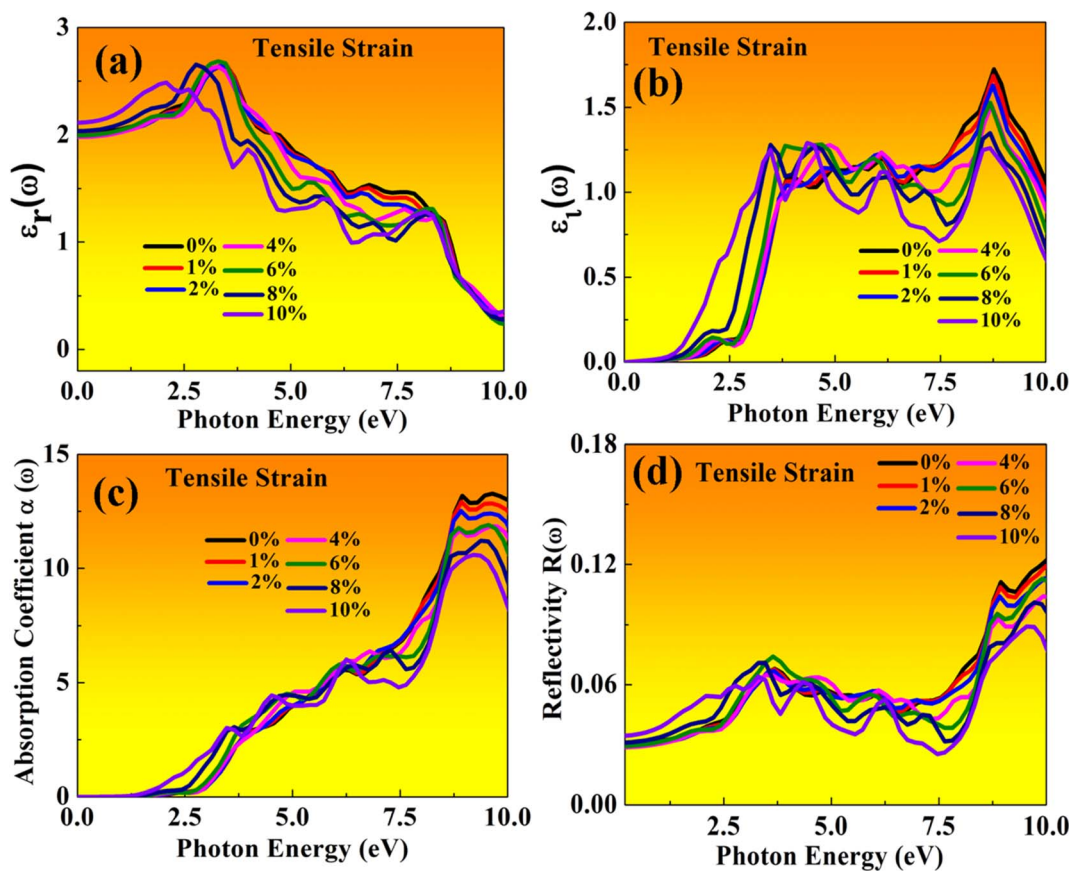 (a)
Tensile Strain
3
2
1
0
εr(ω)
0%
1%
2%
4%
6%
8%
10%
0.0 2.5 5.0 7.5 10.0
Photon Energy (eV)
(b)
Tensile Strain
2.0
1.5
1.0
0.5
0.0
ει(ω)
0%
1%
2%
4%
6%
8%
10%
0.0 2.5 5.0 7.5 10.0
Photon Energy (eV)
(c)
Tensile Strain
15
10
5
0
Absorption Coefficient α (ω)
0%
1%
2%
4%
6%
8%
10%
0.0 2.5 5.0 7.5 10.0
Photon Energy (eV)
(d)
Tensile Strain
0.18
0.12
0.06
0.00
Reflectivity R(ω)
0%
1%
2%
4%
6%
8%
10%
2.5 5.0 7.5 10.0
Photon Energy (eV)